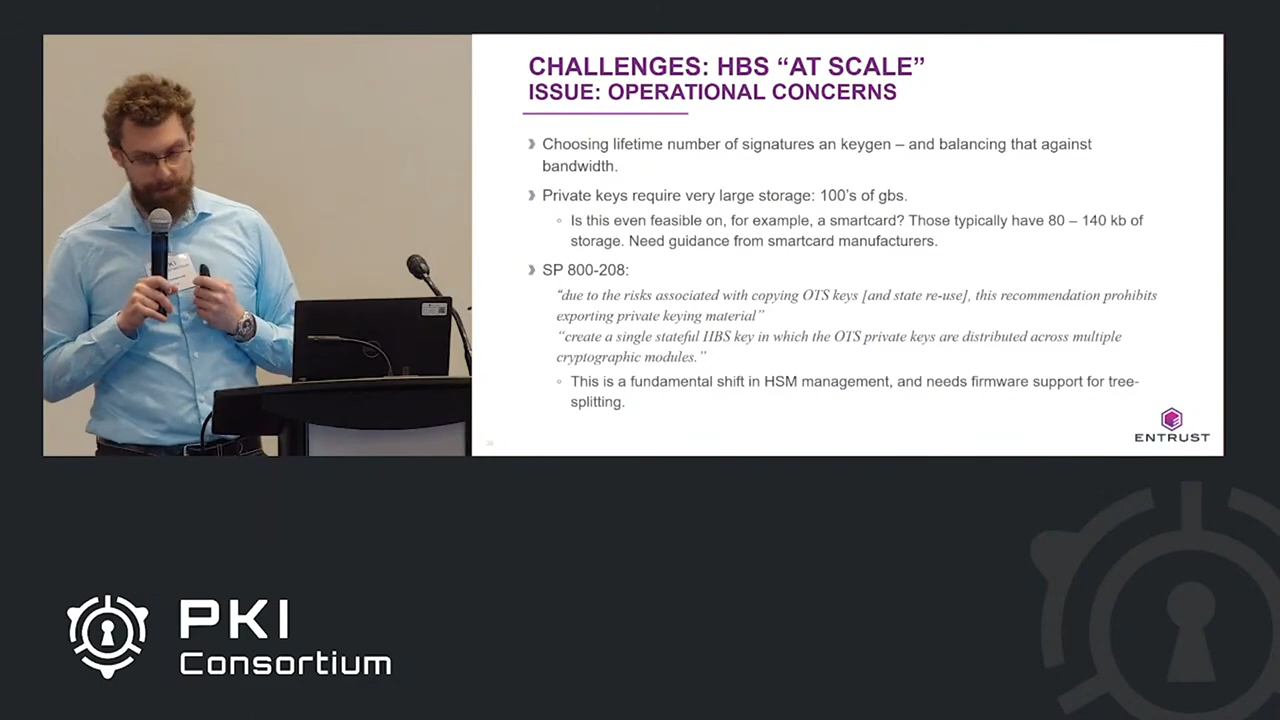 CHALLENGES: HBS “AT SCALE”
ISSUE: OPERATIONAL CONCERNS
Choosing lifetime number of signatures an keygen – and balancing that against
bandwidth.
Private keys require very large storage: 100’s of gbs.
Is this even feasible on, for example, a smartcard? Those typically have 80 – 140 kb of
storage. Need guidance from smartcard manufacturers.
SP 800-208:
“due to the risks associated with copying OTS keys [and state re-use], this recommendation prohibits
exporting private keying material”
“create a single stateful HBS key in which the OTS private keys are distributed across multiple
cryptographic modules.”
This is a fundamental shift in HSM management, and needs firmware support for tree-
splitting.
ENTRUST
PKI
Consortium